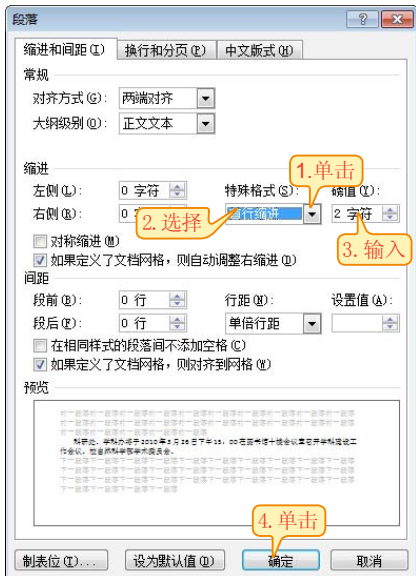 段落
缩进和间距(I) 换行和分页(P) 中文版式(H)
常规
对齐方式(G): 两端对齐
大纲级别(O): 正文文本
缩进
1.单击
左侧(L): 0 字符 特殊格式(S): 磅值(Y):
右侧(R): 0 2.选择 首行缩进 2 字符
3.输入
对称缩进(M)
如果定义了文档网格，则自动调整右缩进(D)
间距
段前(B): 0 行 行距(N): 设置值(A):
段后(F): 0 行 单倍行距
在相同样式的段落间不添加空格(C)
如果定义了文档网格，则对齐到网格(W)
预览
4.单击
制表位(T)... 设为默认值(D) 确定 取消